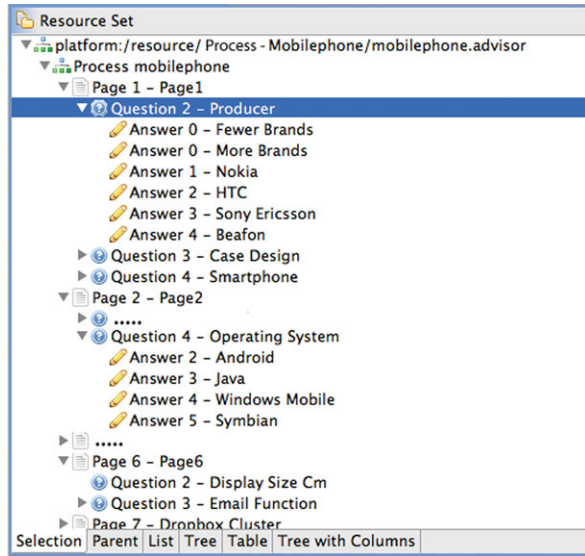 Resource Set
platform:/resource/ Process - Mobilephone/mobilephone.advisor
Process mobilephone
Page 1 – Page1
Question 2 – Producer
Answer 0 – Fewer Brands
Answer 0 – More Brands
Answer 1 – Nokia
Answer 2 – HTC
Answer 3 – Sony Ericsson
Answer 4 – Beafon
Question 3 – Case Design
Question 4 – Smartphone
Page 2 – Page2
.....
Question 4 – Operating System
Answer 2 – Android
Answer 3 – Java
Answer 4 – Windows Mobile
Answer 5 – Symbian
.....
Page 6 – Page6
Question 2 – Display Size Cm
Question 3 – Email Function
Page 7 – Dropbox Cluster
Selection Parent List Tree Table Tree with Columns